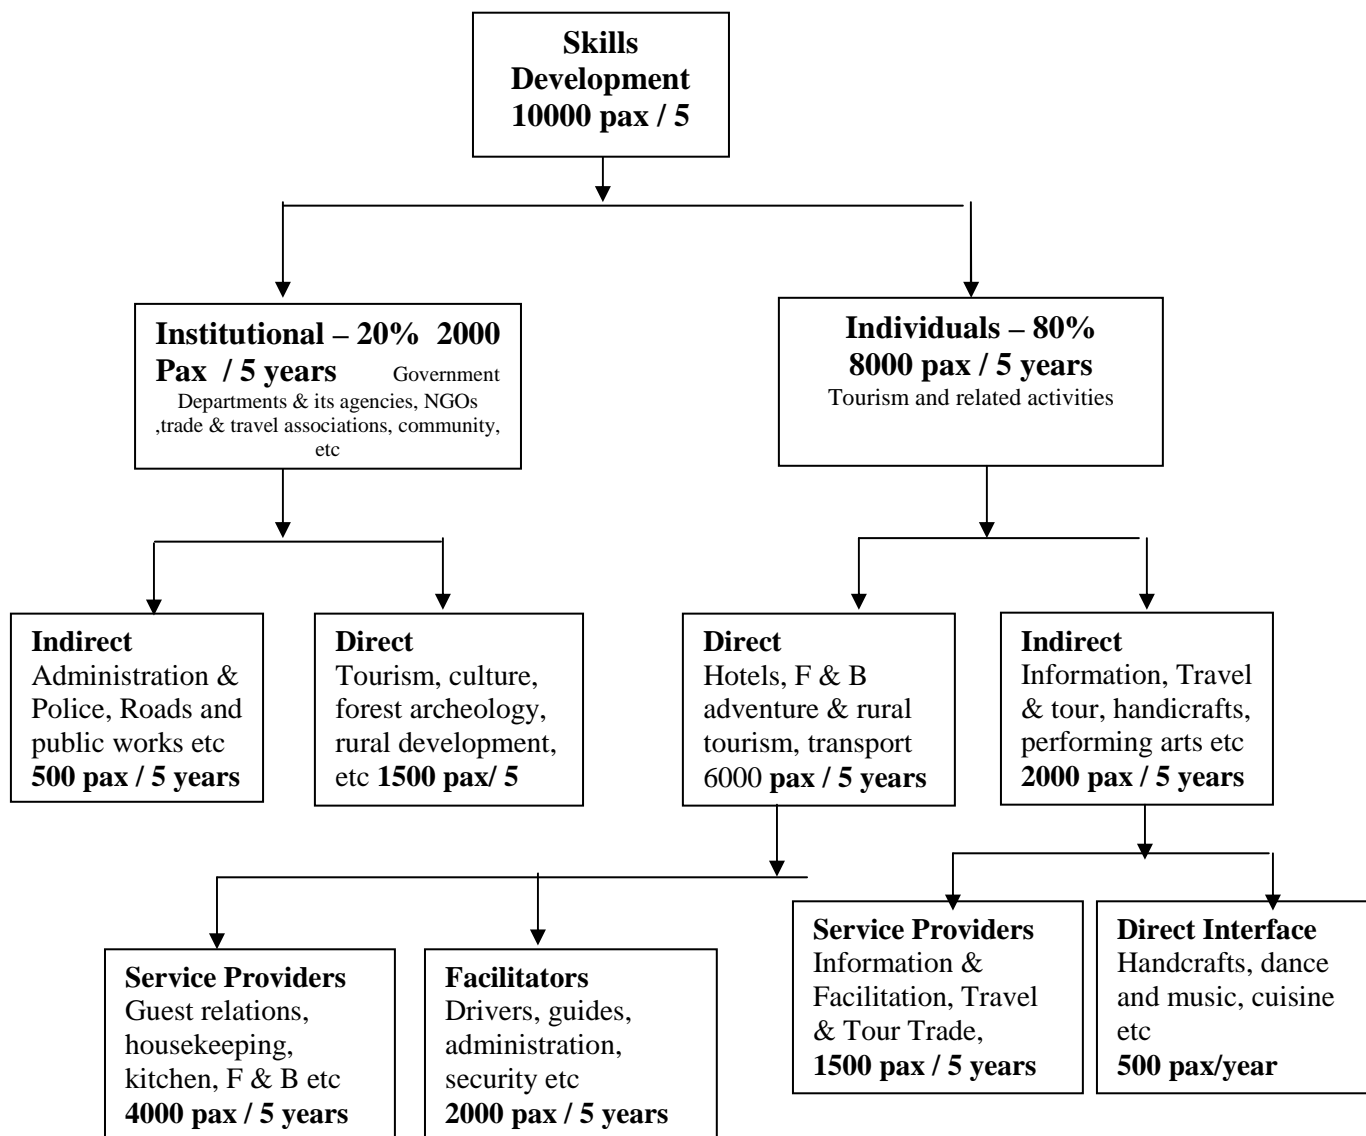 Skills
Development
10000 pax / 5
Institutional – 20% 2000
Pax / 5 years Government
Departments & its agencies, NGOs
,trade & travel associations, community,
etc
Individuals – 80%
8000 pax / 5 years
Tourism and related activities
Indirect
Administration &
Police, Roads and
public works etc
500 pax / 5 years
Direct
Tourism, culture,
forest archeology,
rural development,
etc 1500 pax/ 5
Direct
Hotels, F & B
adventure & rural
tourism, transport
6000 pax / 5 years
Indirect
Information, Travel
& tour, handicrafts,
performing arts etc
2000 pax / 5 years
Service Providers
Guest relations,
housekeeping,
kitchen, F & B etc
4000 pax / 5 years
Facilitators
Drivers, guides,
administration,
security etc
2000 pax / 5 years
Service Providers
Information &
Facilitation, Travel
& Tour Trade,
1500 pax / 5 years
Direct Interface
Handcrafts, dance
and music, cuisine
etc
500 pax/year